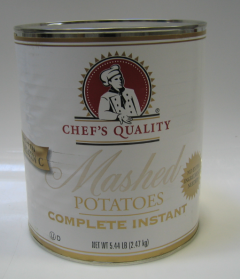 CHEF'S QUALITY
®
Mashed
POTATOES
COMPLETE INSTANT
NET WT 5.44 LB (2.47 kg)
U D